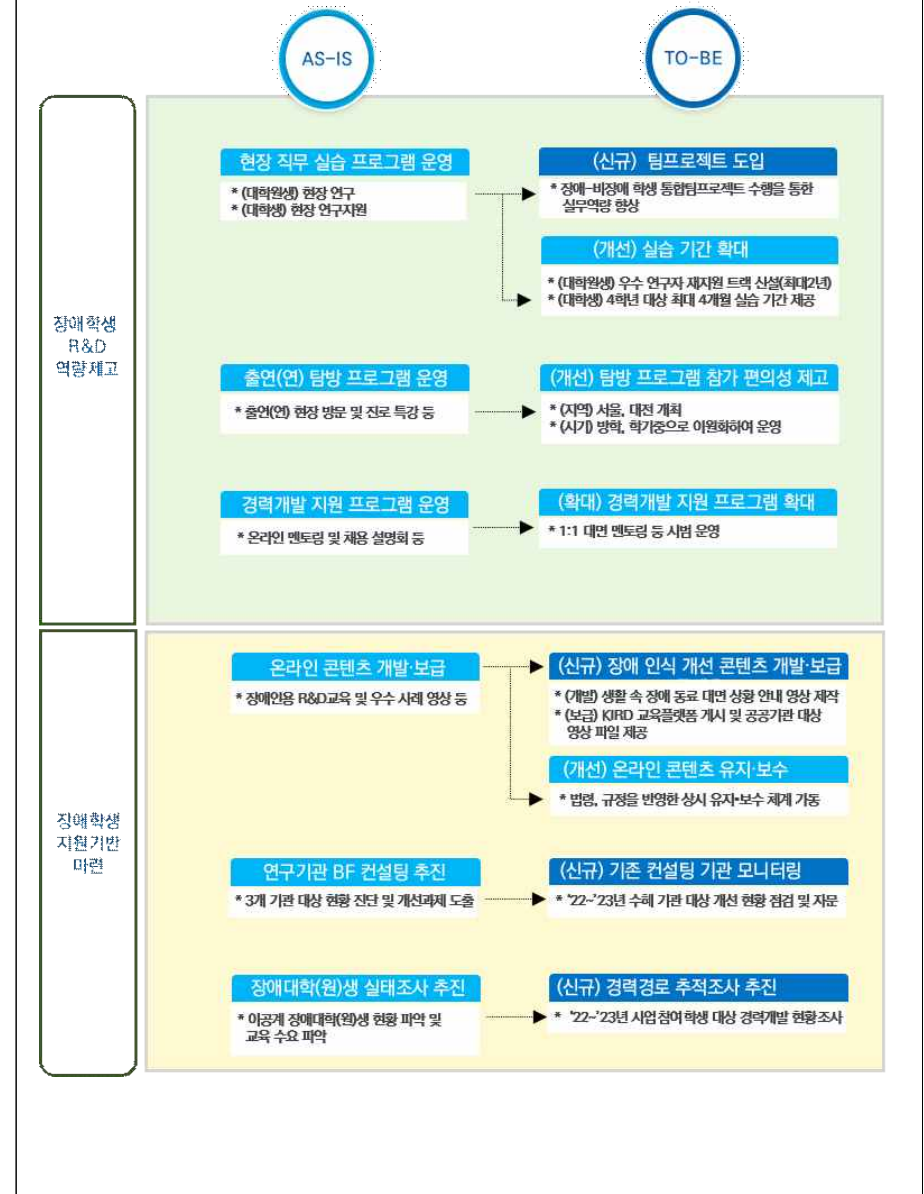 AS-IS
TO-BE
장애학생
R&D
역량제고
현장 직무 실습 프로그램 운영
* (대학원생) 현장 연구
* (대학생) 현장 연구지원
(신규) 팀프로젝트 도입
* 장애-비장애 학생 통합팀프로젝트 수행을 통한
실무역량 향상
(개선) 실습 기간 확대
* (대학원생) 우수 연구자 재지원 트랙 신설(최대2년)
* (대학생) 4학년 대상 최대 4개월 실습 기간 제공
출연(연) 탐방 프로그램 운영
* 출연(연) 현장 방문 및 진로 특강 등
(개선) 탐방 프로그램 참가 편의성 제고
* (지역) 서울, 대전 개최
* (시기) 방학, 학기중으로 이원화하여 운영
경력개발 지원 프로그램 운영
* 온라인 멘토링 및 채용 설명회 등
(확대) 경력개발 지원 프로그램 확대
* 1:1 대면 멘토링 등 시범 운영
장애학생
지원기반
마련
온라인 콘텐츠 개발·보급
* 장애인용 R&D교육 및 우수 사례 영상 등
(신규) 장애 인식 개선 콘텐츠 개발·보급
* (개발) 생활 속 장애 동료 대면 상황 안내 영상 제작
* (보급) KIRD 교육플랫폼 게시 및 공공기관 대상
영상 파일 제공
(개선) 온라인 콘텐츠 유지·보수
* 법령, 규정을 반영한 상시 유지•보수 체계 가동
연구기관 BF 컨설팅 추진
* 3개 기관 대상 현황 진단 및 개선과제 도출
(신규) 기존 컨설팅 기관 모니터링
* '22~'23년 수혜 기관 대상 개선 현황 점검 및 자문
장애대학(원)생 실태조사 추진
* 이공계 장애대학(원)생 현황 파악 및
교육 수요 파악
(신규) 경력경로 추적조사 추진
* '22~'23년 사업 참여 학생 대상 경력개발 현황조사